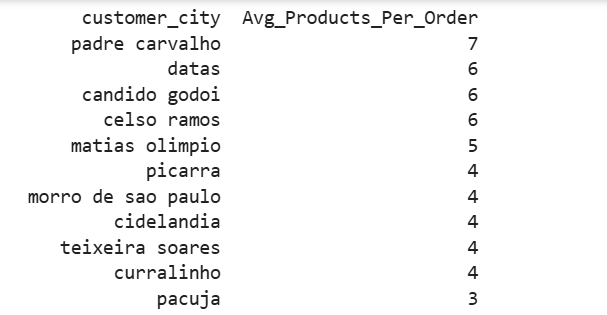 customer_city Avg_Products_Per_Order
padre carvalho 7
datas 6
candido godoi 6
celso ramos 6
matias olimpio 5
picarra 4
morro de sao paulo 4
cidelandia 4
teixeira soares 4
curralinho 4
pacuja 3